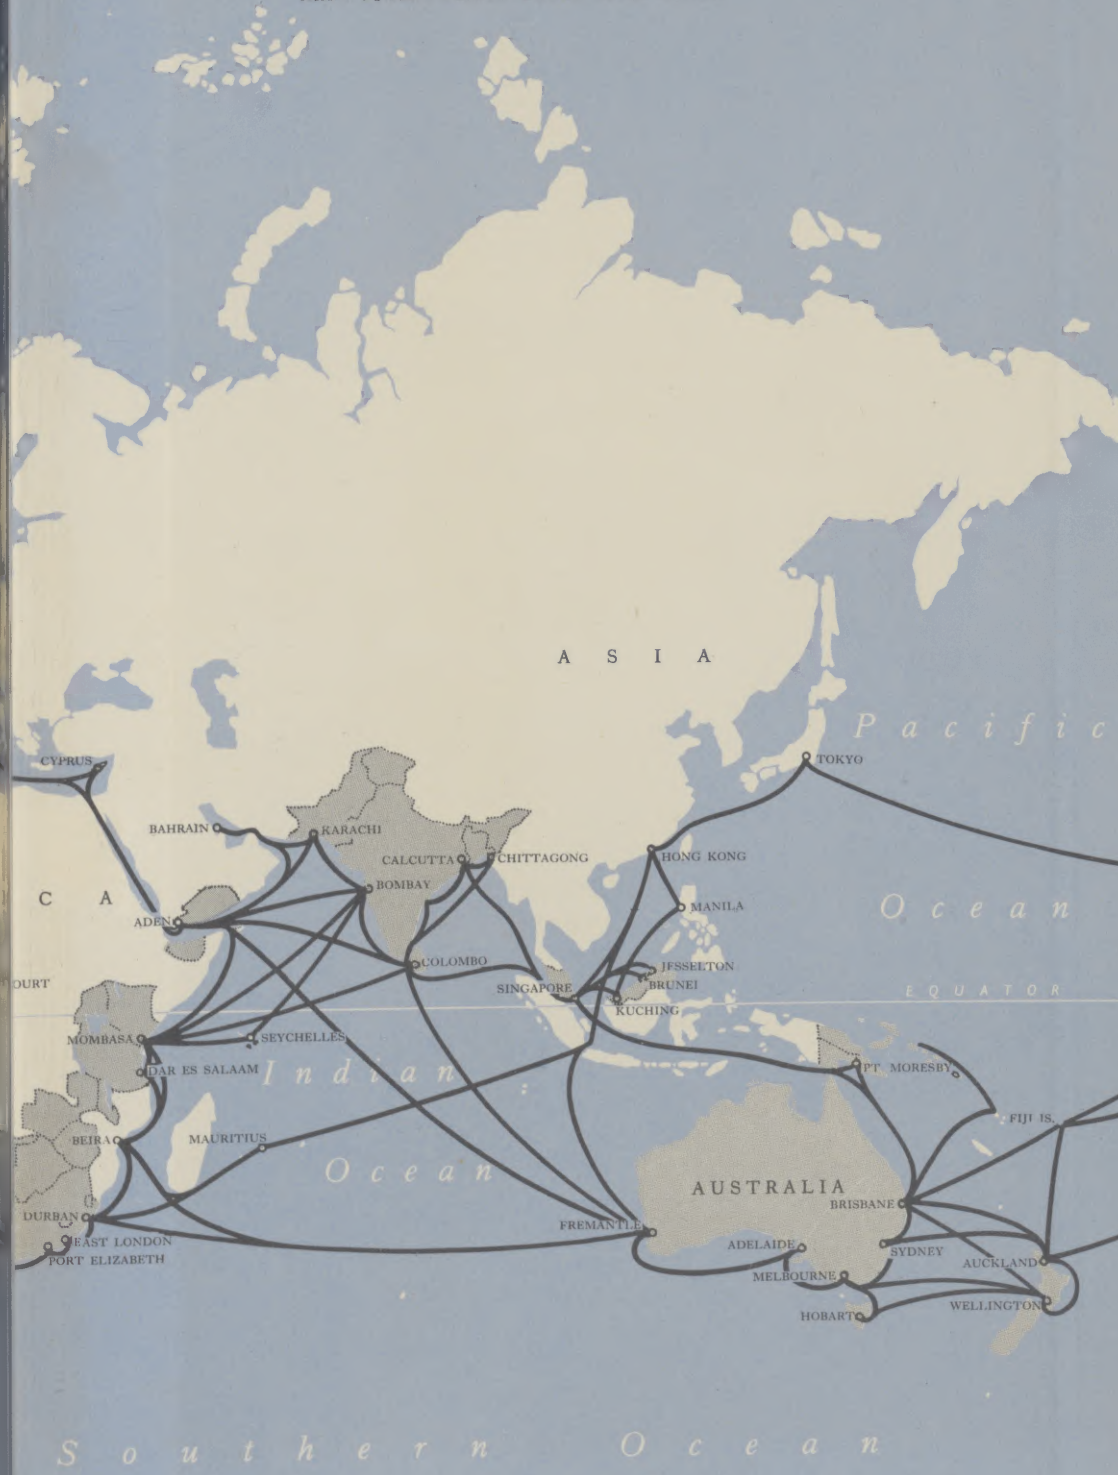 ASIA
Pacific
CYPRUS
TOKYO
BAHRAIN
KARACHI
HONG KONG
CALCUTTA
CHITTAGONG
BOMBAY
C A
MANILA
Ocean
ADEN
COLOMBO
JESSELTON
OURT
SINGAPORE
BRUNEI
EQUATOR
KUCHING
MOMBASA
SEYCHELLES
DAR ES SALAAM
Indian
PT MORESBY
FIJI IS.
BEIRA
MAURITIUS
Ocean
AUSTRALIA
BRISBANE
DURBAN
FREMANTLE
EAST LONDON
ADELAIDE
SYDNEY
PORT ELIZABETH
AUCKLAND
MELBOURNE
WELLINGTON
HOBART
Southern Ocean